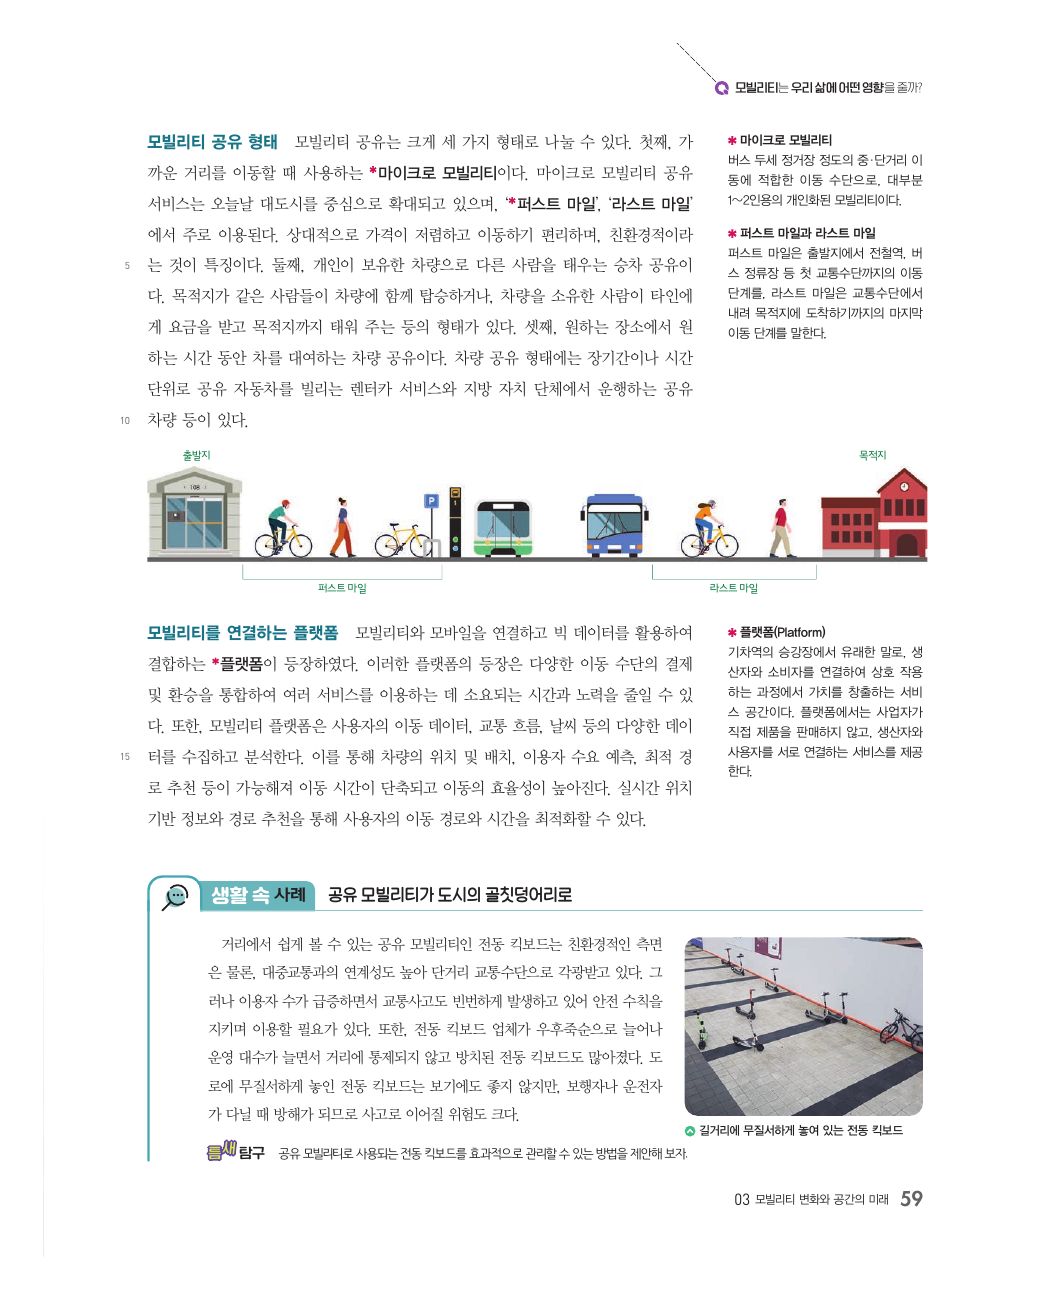 모빌리티는 우리 삶에 어떤 영향을 줄까?
모빌리티 공유 형태 모빌리티 공유는 크게 세 가지 형태로 나눌 수 있다. 첫째, 가
까운 거리를 이동할 때 사용하는 *마이크로 모빌리티이다. 마이크로 모빌리티 공유
서비스는 오늘날 대도시를 중심으로 확대되고 있으며, ‘*퍼스트 마일’, ‘라스트 마일’
에서 주로 이용된다. 상대적으로 가격이 저렴하고 이동하기 편리하며, 친환경적이라
5 는 것이 특징이다. 둘째, 개인이 보유한 차량으로 다른 사람을 태우는 승차 공유이
다. 목적지가 같은 사람들이 차량에 함께 탑승하거나, 차량을 소유한 사람이 타인에
게 요금을 받고 목적지까지 태워 주는 등의 형태가 있다. 셋째, 원하는 장소에서 원
하는 시간 동안 차를 대여하는 차량 공유이다. 차량 공유 형태에는 장기간이나 시간
단위로 공유 자동차를 빌리는 렌터카 서비스와 지방 자치 단체에서 운행하는 공유
10 차량 등이 있다.
* 마이크로 모빌리티
버스 두세 정거장 정도의 중·단거리 이
동에 적합한 이동 수단으로, 대부분
1~2인용의 개인화된 모빌리티이다.
* 퍼스트 마일과 라스트 마일
퍼스트 마일은 출발지에서 전철역, 버
스 정류장 등 첫 교통수단까지의 이동
단계를, 라스트 마일은 교통수단에서
내려 목적지에 도착하기까지의 마지막
이동 단계를 말한다.
출발지
목적지
108
P
1
퍼스트 마일
라스트 마일
모빌리티를 연결하는 플랫폼 모빌리티와 모바일을 연결하고 빅 데이터를 활용하여
결합하는 *플랫폼이 등장하였다. 이러한 플랫폼의 등장은 다양한 이동 수단의 결제
및 환승을 통합하여 여러 서비스를 이용하는 데 소요되는 시간과 노력을 줄일 수 있
다. 또한, 모빌리티 플랫폼은 사용자의 이동 데이터, 교통 흐름, 날씨 등의 다양한 데이
15 터를 수집하고 분석한다. 이를 통해 차량의 위치 및 배치, 이용자 수요 예측, 최적 경
로 추천 등이 가능해져 이동 시간이 단축되고 이동의 효율성이 높아진다. 실시간 위치
기반 정보와 경로 추천을 통해 사용자의 이동 경로와 시간을 최적화할 수 있다.
* 플랫폼(Platform)
기차역의 승강장에서 유래한 말로, 생
산자와 소비자를 연결하여 상호 작용
하는 과정에서 가치를 창출하는 서비
스 공간이다. 플랫폼에서는 사업자가
직접 제품을 판매하지 않고, 생산자와
사용자를 서로 연결하는 서비스를 제공
한다.
생활 속 사례 공유 모빌리티가 도시의 골칫덩어리로
거리에서 쉽게 볼 수 있는 공유 모빌리티인 전동 킥보드는 친환경적인 측면
은 물론, 대중교통과의 연계성도 높아 단거리 교통수단으로 각광받고 있다. 그
러나 이용자 수가 급증하면서 교통사고도 빈번하게 발생하고 있어 안전 수칙을
지키며 이용할 필요가 있다. 또한, 전동 킥보드 업체가 우후죽순으로 늘어나
운영 대수가 늘면서 거리에 통제되지 않고 방치된 전동 킥보드도 많아졌다. 도
로에 무질서하게 놓인 전동 킥보드는 보기에도 좋지 않지만, 보행자나 운전자
가 다닐 때 방해가 되므로 사고로 이어질 위험도 크다.
길거리에 무질서하게 놓여 있는 전동 킥보드
틈새 탐구 공유 모빌리티로 사용되는 전동 킥보드를 효과적으로 관리할 수 있는 방법을 제안해 보자.
03 모빌리티 변화와 공간의 미래 59